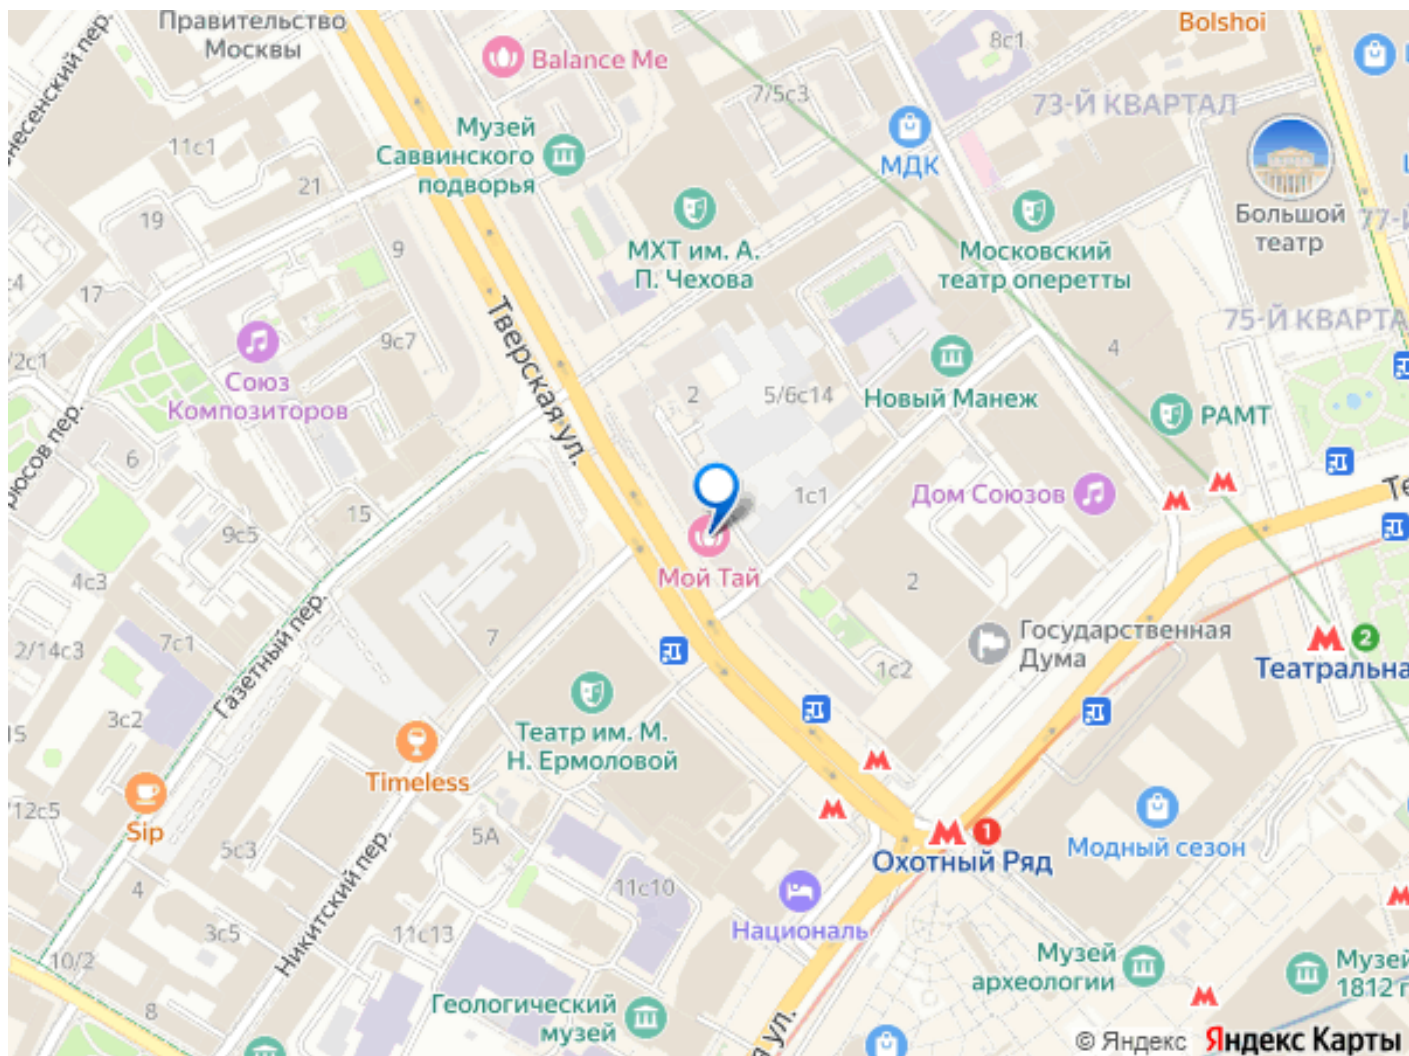 Правительство
Москвы
Balance Me
Bolshoi
8с1
7/5с3
73-Й КВАРТАЛ
Музей
Саввинского
подворья
МДК
11с1
21
19
9
17
МХТ им. А.
П. Чехова
Московский
театр оперетты
Большой
театр
75-Й КВАРТА
Тверская ул.
9с7
Союз
Композиторов
2
5/6с14
Новый Манеж
4
РАМТ
6
15
9с5
1с1
Дом Союзов
Мой Тай
4с3
2
2/14с3
7с1
7
Газетный пер.
Государственная
Дума
1с2
2
Театральна
3с2
Театр им. М.
Н. Ермоловой
Timeless
Sip
5А
5с3
4
Никитский пер.
1
Охотный Ряд
Модный сезон
11с10
Националь
3с5
11с13
10/2
8
Музей
археологии
Музей
1812 г
Геологический
музей
© Яндекс Яндекс Карты